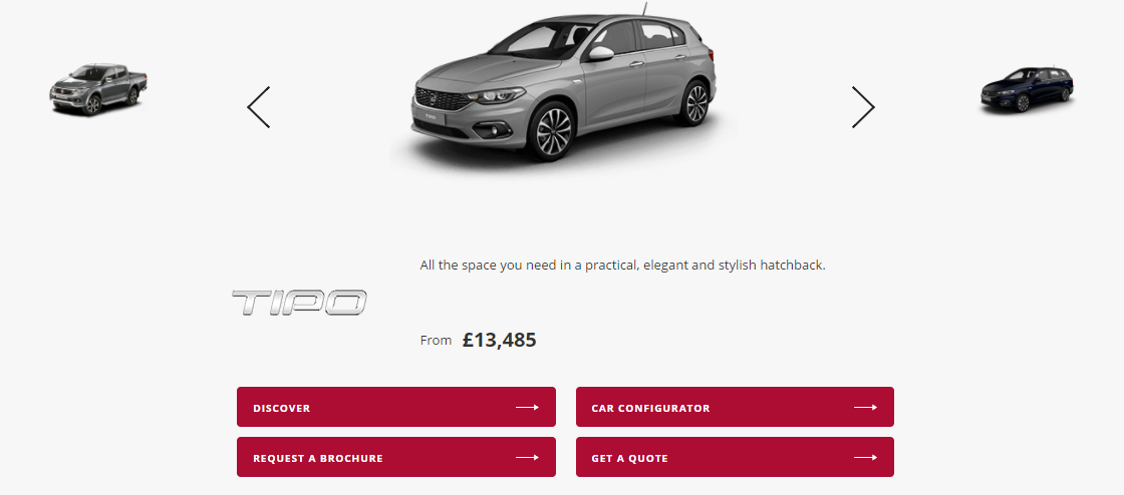 All the space you need in a practical, elegant and stylish hatchback.
TIPO
From £13,485
DISCOVER
CAR CONFIGURATOR
REQUEST A BROCHURE
GET A QUOTE